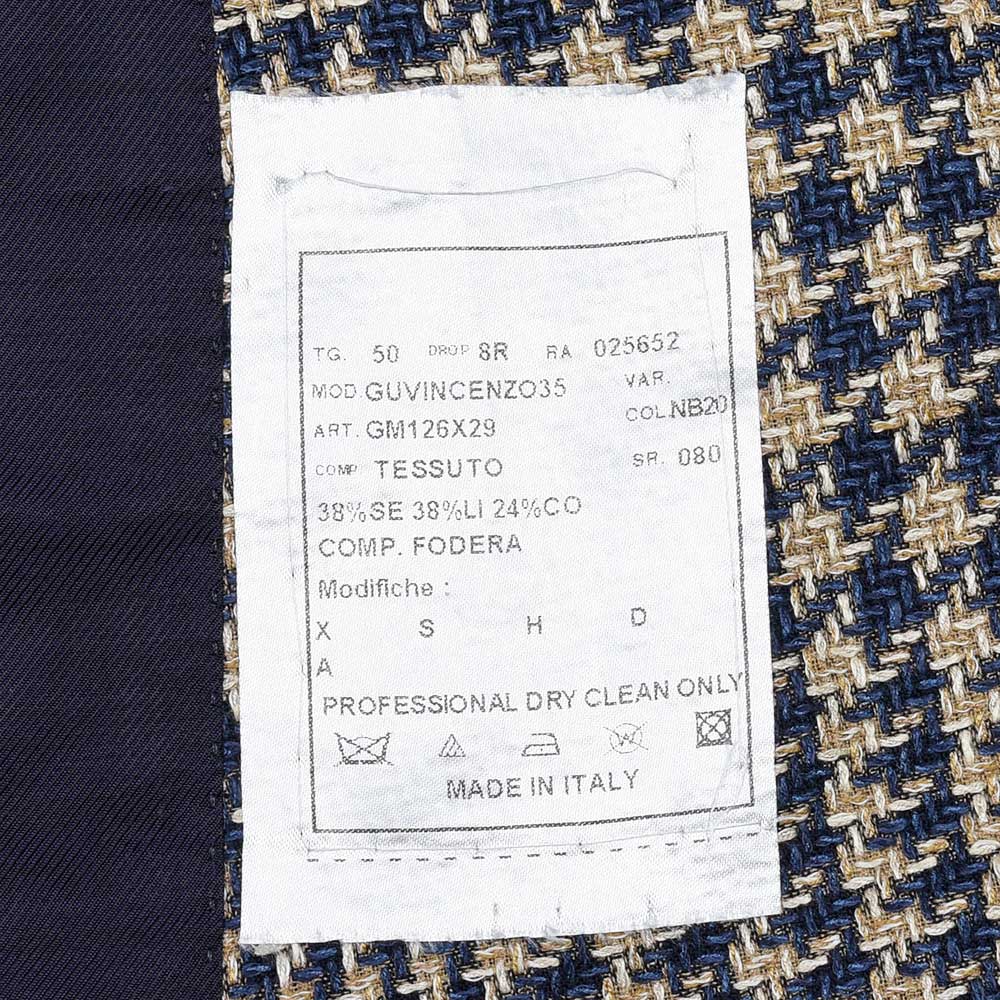 TG. 50 DROP 8R RA 025652
MOD. GUVINCENZO35 VAR.
COL. NB20
ART. GM126X29
COMP TESSUTO SR. 080
38%SE 38%LI 24%CO
COMP. FODERA
Modifiche :
X S H D
A
PROFESSIONAL DRY CLEAN ONLY
MADE IN ITALY